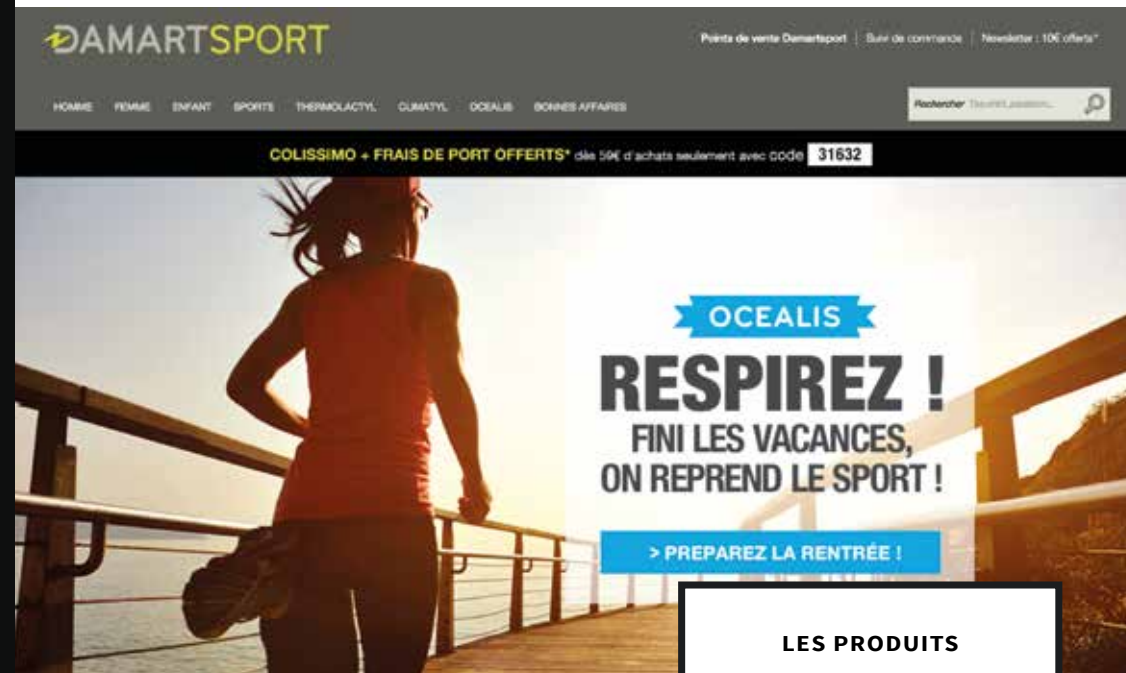 DAMARTSPORT
Points de vente Damartsport | Suivi de commande | Newsletter : 10€ offerts*
HOMME FEMME ENFANT SPORTS THERMOLACTYL CLIMATYL OCEALIS BONNES AFFAIRES
Rechercher
COLISSIMO + FRAIS DE PORT OFFERTS* dès 59€ d'achats seulement avec code 31632
OCEALIS
RESPIREZ !
FINI LES VACANCES,
ON REPREND LE SPORT !
> PREPAREZ LA RENTRÉE !
LES PRODUITS